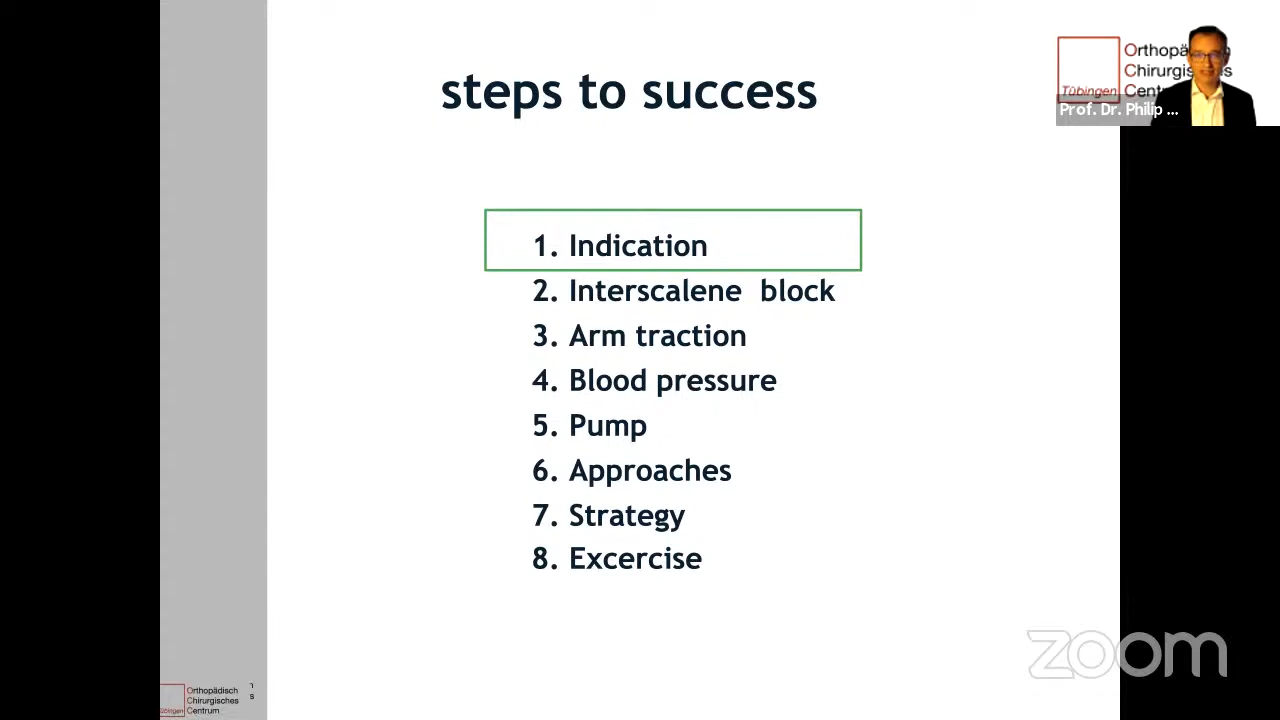 steps to success
Orthopädisch
Chirurgisches
Tübingen
Prof. Dr. Philip ...
1. Indication
2. Interscalene block
3. Arm traction
4. Blood pressure
5. Pump
6. Approaches
7. Strategy
8. Excercise
zoom
Orthopädisch
Chirurgisches
Tübingen Centrum